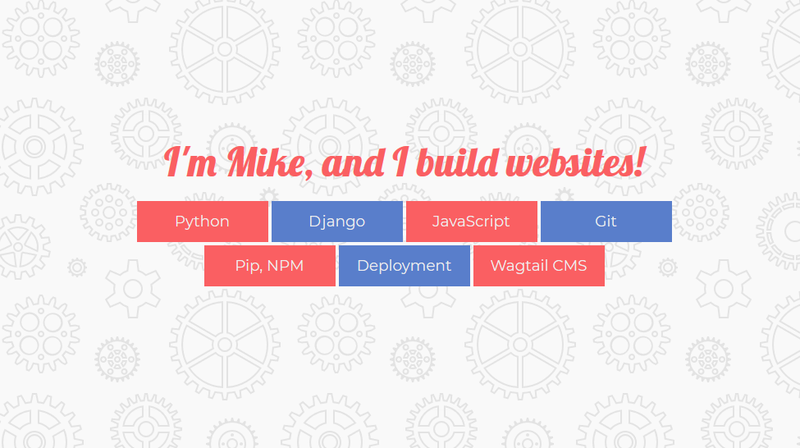 I'm Mike, and I build websites!
Python Django JavaScript Git
Pip, NPM Deployment Wagtail CMS